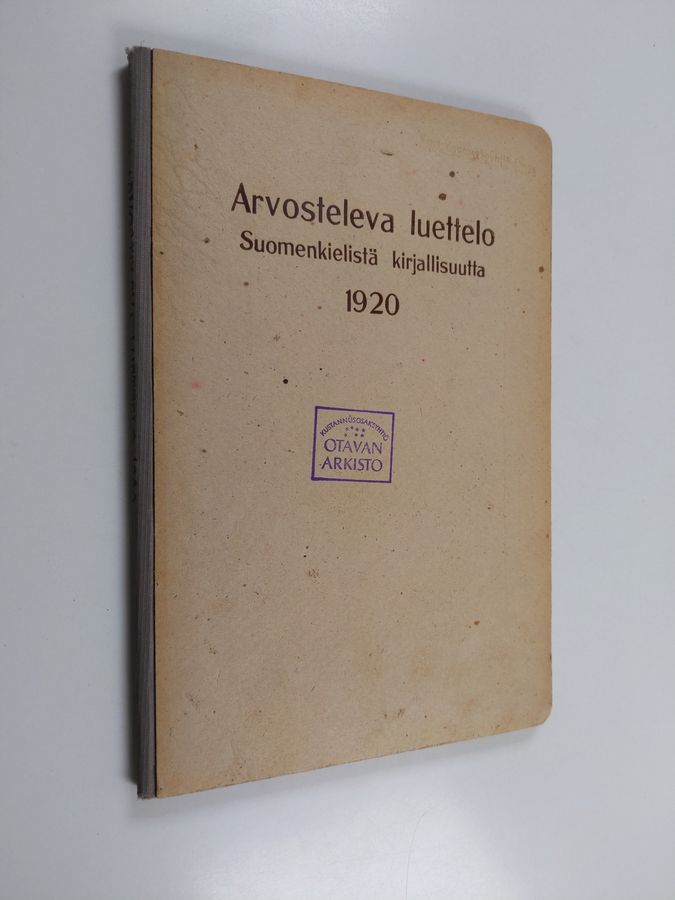 Arvosteleva luettelo
Suomenkielistä kirjallisuutta
1920
KUSTANNUSOSAKEYHTIÖ
OTAVAN
ARKISTO